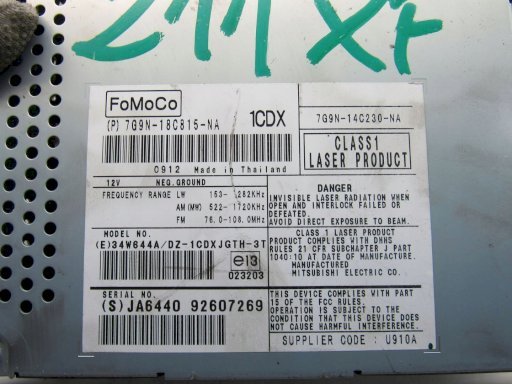 211 XF
FoMoCo
(P) 7G9N-18C815-NA
1CDX
7G9N-14C230-NA
CLASS1
LASER PRODUCT
0912 Made in Thailand
12V NEG.GROUND
FREQUENCY RANGE LW 153- 282KHz
AM (MW) 522- 1720KHz
FM 76.0-108.0MHz
DANGER
INVISIBLE LASER RADIATION WHEN
OPEN AND INTERLOCK FAILED OR
DEFEATED.
AVOID DIRECT EXPOSURE TO BEAM.
MODEL NO.
(E)34W644A/DZ-1CDXJGTH-3T
e13
023203
CLASS 1 LASER PRODUCT
PRODUCT COMPLIES WITH DHHS
RULES 21 CFR SUBCHAPTER J PART
1040:10 AT DATE OF MANUFACTURE.
MANUFACTURED
MITSUBISHI ELECTRIC CO.
SERIAL NO.
(S)JA6440 92607269
THIS DEVICE COMPLIES WITH PART
15 OF THE FCC RULES.
OPERATION IS SUBJECT TO THE
CONDITION THAT THIS DEVICE DOES
NOT CAUSE HARMFUL INTERFERENCE.
SUPPLIER CODE : U910A